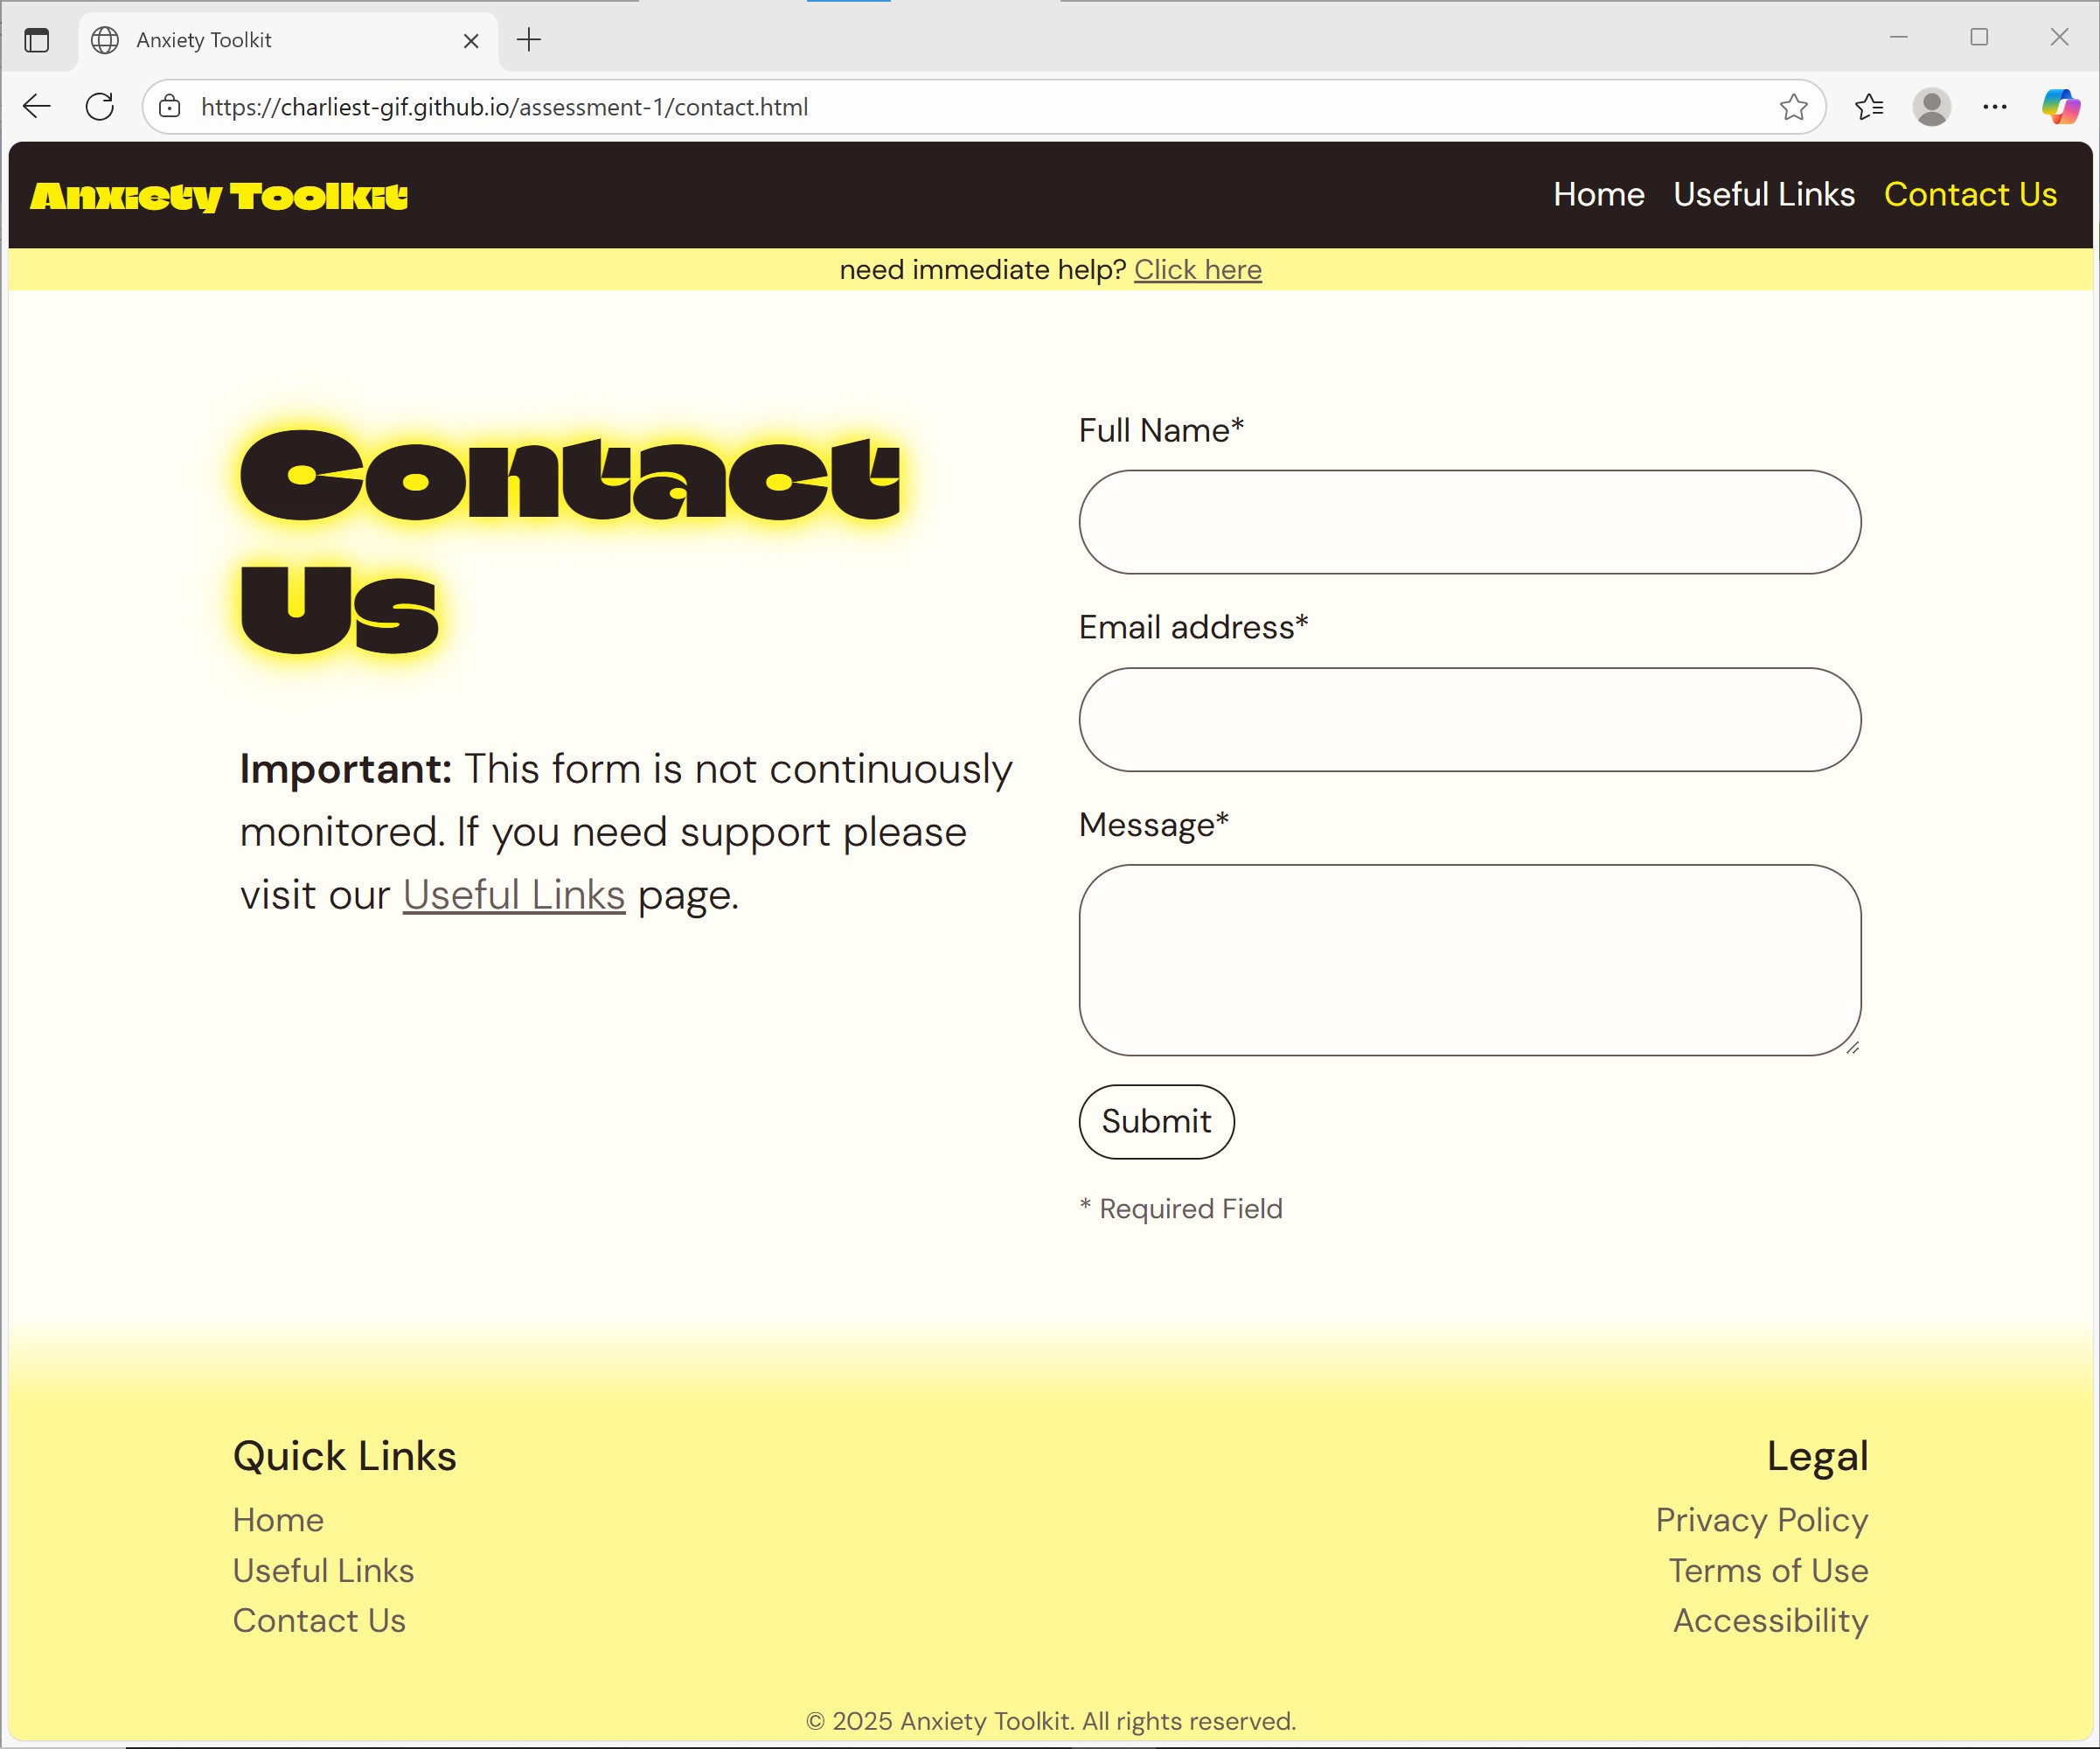 Anxiety Toolkit
https://charliest-gif.github.io/assessment-1/contact.html
Anxiety Toolkit
Home Useful Links Contact Us
need immediate help? Click here
Contact
Us
Important: This form is not continuously
monitored. If you need support please
visit our Useful Links page.
Full Name*
Email address*
Message*
Submit
* Required Field
Quick Links
Home
Useful Links
Contact Us
Legal
Privacy Policy
Terms of Use
Accessibility
© 2025 Anxiety Toolkit. All rights reserved.